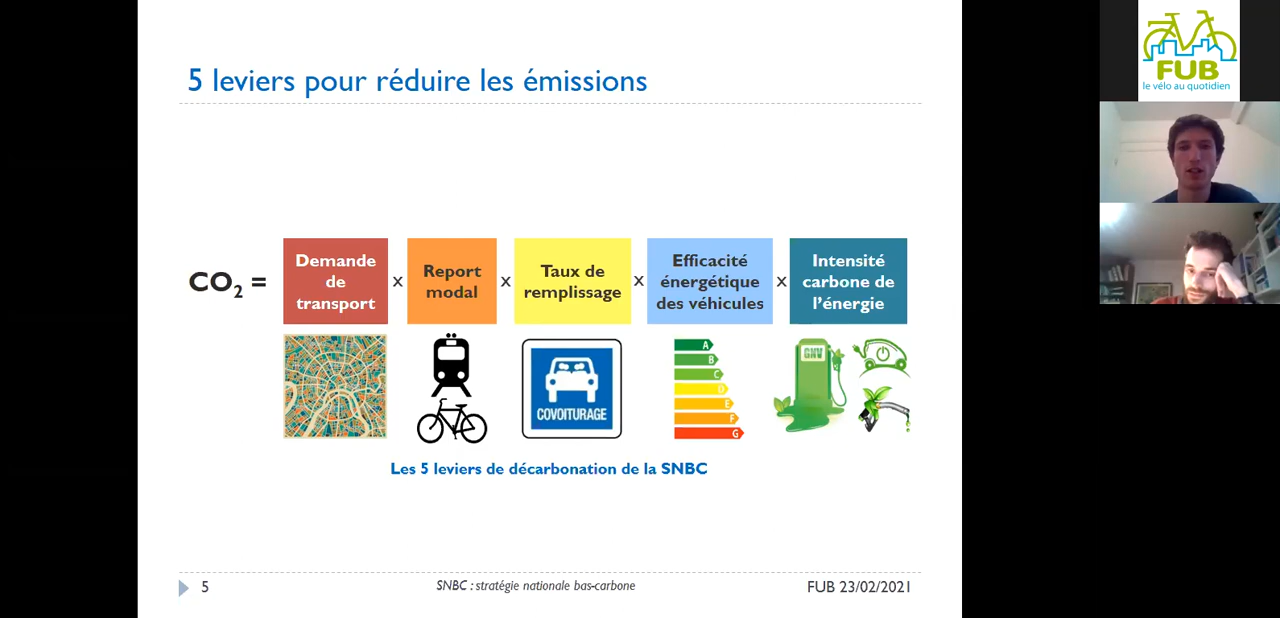 5 leviers pour réduire les émissions
CO2 =
Demande
de
transport
x
Report
modal
x
Taux de
remplissage
x
Efficacité
énergétique
des véhicules
x
Intensité
carbone de
l'énergie
COVOITURAGE
A
B
C
D
E
F
G
GNV
Les 5 leviers de décarbonation de la SNBC
5
SNBC : stratégie nationale bas-carbone
FUB 23/02/2021
FUB
le vélo au quotidien